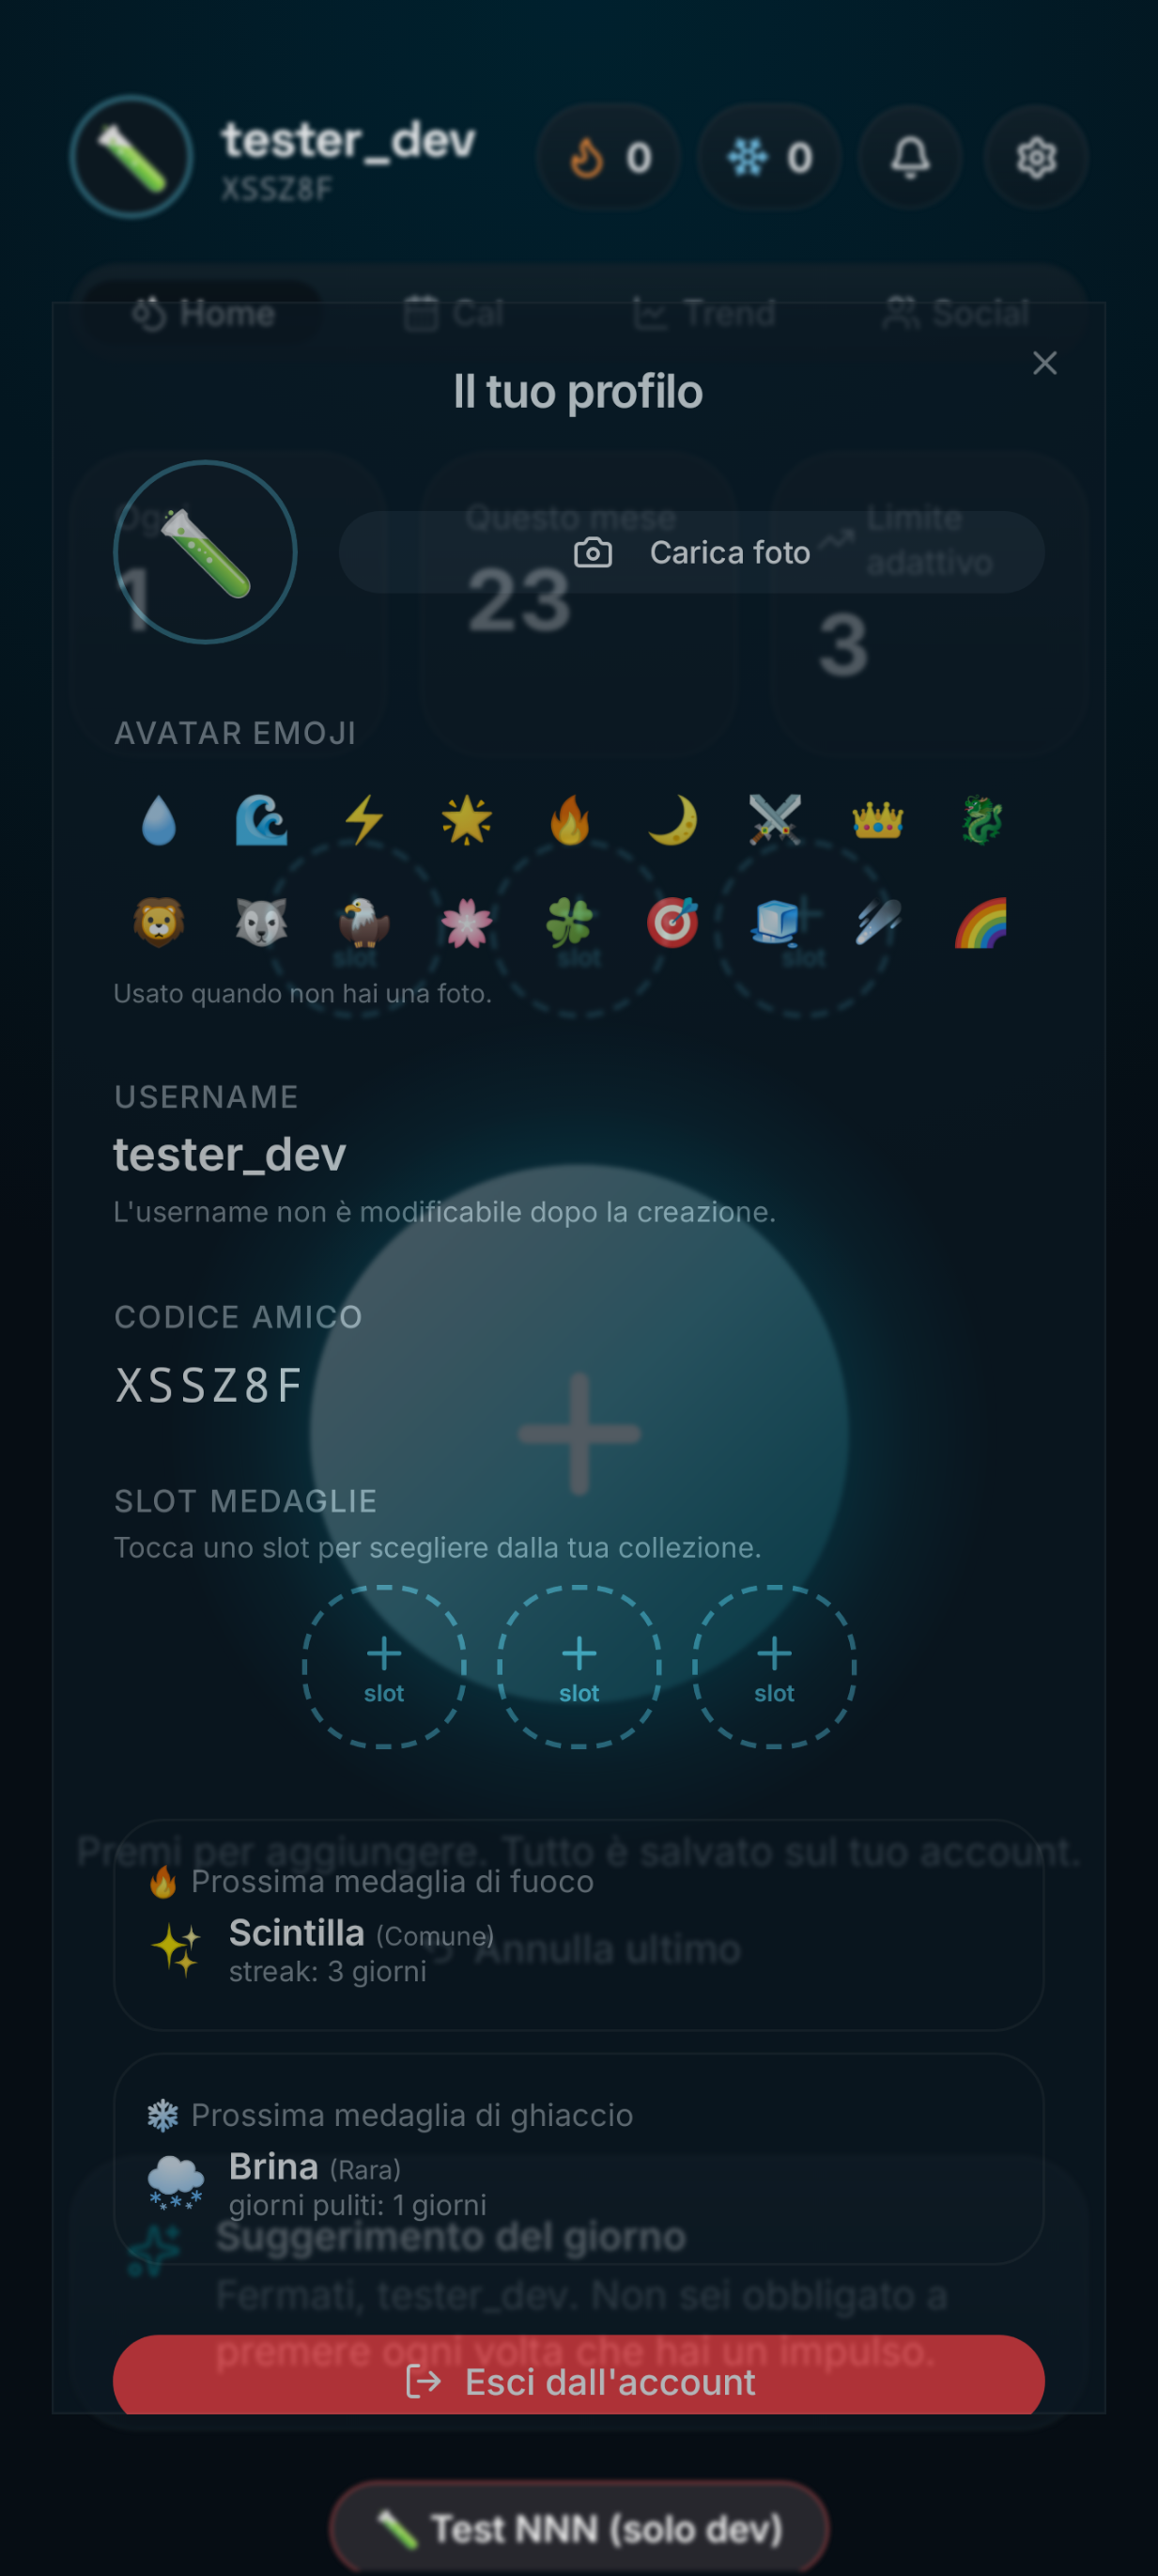 tester_dev
XSSZ8F
0
0
Home
Cal
Trend
Social
Il tuo profilo
Questo mese
Limite
adattivo
1
23
3
Carica foto
AVATAR EMOJI
slot
slot
slot
Usato quando non hai una foto.
USERNAME
tester_dev
L'username non è modificabile dopo la creazione.
CODICE AMICO
XSSZ8F
SLOT MEDAGLIE
Tocca uno slot per scegliere dalla tua collezione.
slot
slot
slot
Premi per aggiungere. Tutto è salvato sul tuo account.
Prossima medaglia di fuoco
Scintilla (Comune)
streak: 3 giorni
Annulla ultimo
Prossima medaglia di ghiaccio
Brina (Rara)
giorni puliti: 1 giorni
Suggerimento del giorno
Fermati, tester_dev. Non sei obbligato a
premere ogni volta che hai un impulso.
Esci dall'account
Test NNN (solo dev)